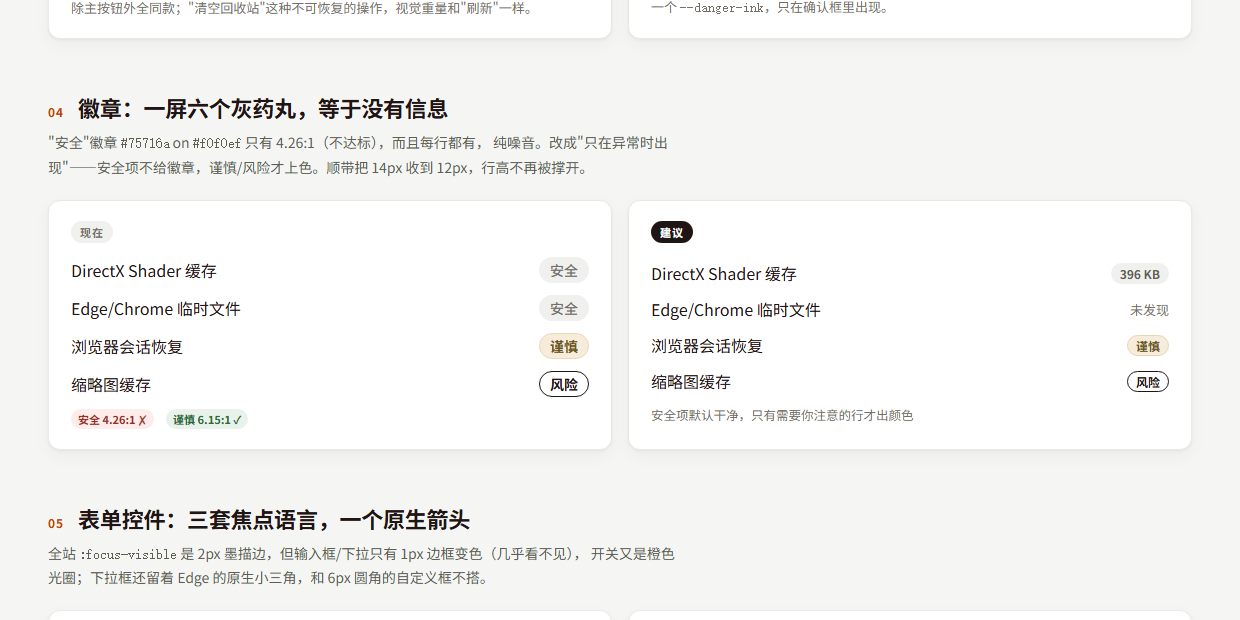 除主按钮外全同款；"清空回收站"这种不可恢复的操作，视觉重量和"刷新"一样。
一个 --danger-ink，只在确认框里出现。
04 徽章：一屏六个灰药丸，等于没有信息
"安全"徽章 #75716a on #f0f0ef 只有 4.26:1（不达标），而且每行都有， 纯噪音。改成"只在异常时出
现"——安全项不给徽章，谨慎/风险才上色。顺带把 14px 收到 12px，行高不再被撑开。
现在
DirectX Shader 缓存 安全
Edge/Chrome 临时文件 安全
浏览器会话恢复 谨慎
缩略图缓存 风险
安全 4.26:1 ✗ 谨慎 6.15:1 ✓
建议
DirectX Shader 缓存 396 KB
Edge/Chrome 临时文件 未发现
浏览器会话恢复 谨慎
缩略图缓存 风险
安全项默认干净，只有需要你注意的行才出颜色
05 表单控件：三套焦点语言，一个原生箭头
全站 :focus-visible 是 2px 墨描边，但输入框/下拉只有 1px 边框变色（几乎看不见）， 开关又是橙色
光圈；下拉框还留着 Edge 的原生小三角，和 6px 圆角的自定义框不搭。